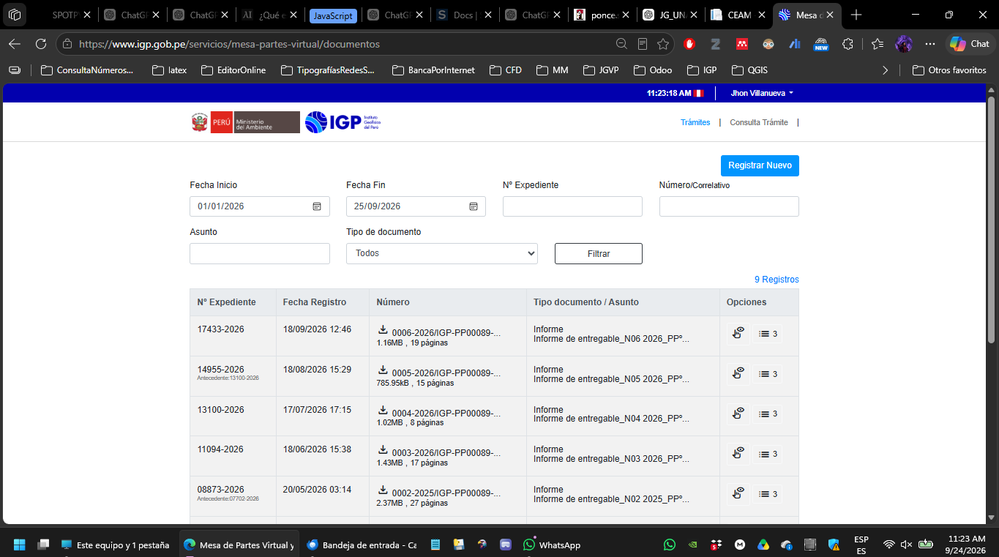 SPOTP
ChatGP
ChatGP
¿Qué e
JavaScript
ChatGP
Docs |
ChatGP
ponce.s
JG_UNA
CEAM
Mesa d
https://www.igp.gob.pe/servicios/mesa-partes-virtual/documentos
NEW
Chat
ConsultaNúmeros...
latex
EditorOnline
TipografíasRedesS...
BancaPorInternet
CFD
MM
JGVP
Odoo
IGP
QGIS
Otros favoritos
11:23:18 AM
Jhon Villanueva
PERÚ
Ministerio
del Ambiente
IGP
Instituto
Geofísico
del Perú
Trámites | Consulta Trámite |
Registrar Nuevo
Fecha Inicio Fecha Fin Nº Expediente Número/Correlativo
01/01/2026 25/09/2026
Asunto Tipo de documento
Todos Filtrar
9 Registros
Nº Expediente Fecha Registro Número Tipo documento / Asunto Opciones
17433-2026 18/09/2026 12:46 0006-2026/IGP-PP00089-... Informe 3
1.16MB , 19 páginas Informe de entregable_N06 2026_PPº...
14955-2026 18/08/2026 15:29 0005-2026/IGP-PP00089-... Informe 3
Antecedente:13100-2026 785.95kB , 15 páginas Informe de entregable_N05 2026_PPº...
13100-2026 17/07/2026 17:15 0004-2026/IGP-PP00089-... Informe 3
1.02MB , 8 páginas Informe de entregable_N04 2026_PPº...
11094-2026 18/06/2026 15:38 0003-2026/IGP-PP00089-... Informe 3
1.43MB , 17 páginas Informe de entregable_N03 2026_PPº...
08873-2026 20/05/2026 03:14 0002-2025/IGP-PP00089-... Informe 3
Antecedente:07702-2026 2.37MB , 27 páginas Informe de entregable_N02 2025_PPº...
Este equipo y 1 pestaña
Mesa de Partes Virtual y
Bandeja de entrada - Ca
WhatsApp
ESP
ES
11:23 AM
9/24/2026